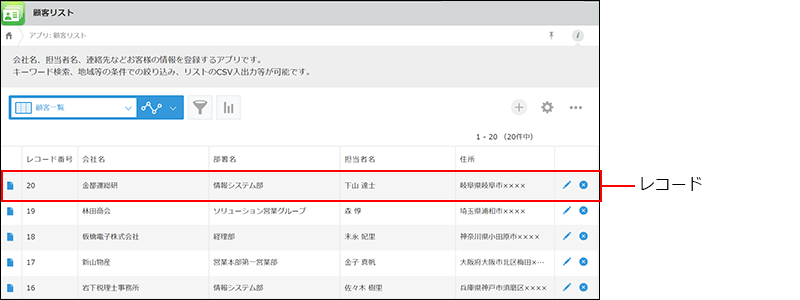 顧客リスト
アプリ: 顧客リスト
会社名、担当者名、連絡先などお客様の情報を登録するアプリです。
キーワード検索、地域等の条件での絞り込み、リストのCSV入出力等が可能です。
顧客一覧
1 - 20 (20件中)
レコード番号 会社名 部署名 担当者名 住所
20 金都運総研 情報システム部 下山 達士 岐阜県岐阜市××××
レコード
19 林田商会 ソリューション営業グループ 森 惇 埼玉県浦和市××××
18 板橋電子株式会社 経理部 末永 妃里 神奈川県小田原市××××
17 新山物産 営業本部第一営業部 金子 真帆 大阪府大阪市北区梅田×…
16 岩下税理士事務所 情報システム部 佐々木 樹里 兵庫県神戸市須磨区××××